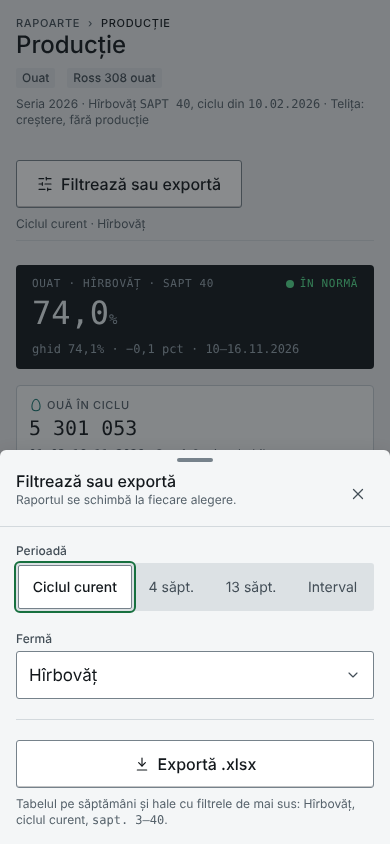 RAPOARTE › PRODUCȚIE
Producție
Ouat Ross 308 ouat
Seria 2026 · Hîrbovăț SAPT 40, ciclu din 10.02.2026 · Telița:
creștere, fără producție
Filtrează sau exportă
Ciclul curent · Hîrbovăț
OUAT · HÎRBOVĂȚ · SAPT 40 ÎN NORMĂ
74,0%
ghid 74,1% · −0,1 pct · 10–16.11.2026
OUĂ ÎN CICLU
5 301 053
Filtrează sau exportă
Raportul se schimbă la fiecare alegere.
Perioadă
Ciclul curent 4 săpt. 13 săpt. Interval
Fermă
Hîrbovăț
Exportă .xlsx
Tabelul pe săptămâni și hale cu filtrele de mai sus: Hîrbovăț,
ciclul curent, sapt. 3–40.